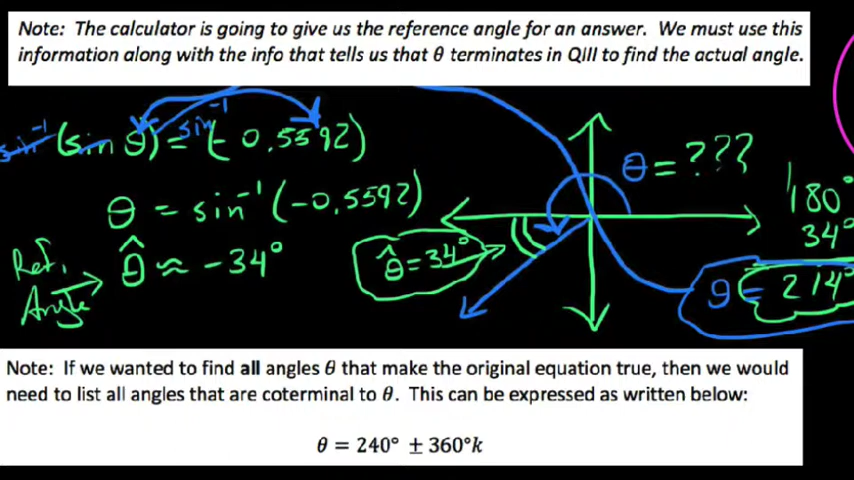 Note: The calculator is going to give us the reference angle for an answer. We must use this
information along with the info that tells us that θ terminates in QIII to find the actual angle.
sin⁻¹(sin θ) = sin⁻¹(-0.5592)
θ = ???
θ = sin⁻¹(-0.5592)
180°
34°
Ref. Angle → θ̂ ≈ -34°
θ̂ = 34°
θ = 214°
Note: If we wanted to find all angles θ that make the original equation true, then we would
need to list all angles that are coterminal to θ. This can be expressed as written below:
θ = 240° ± 360°k